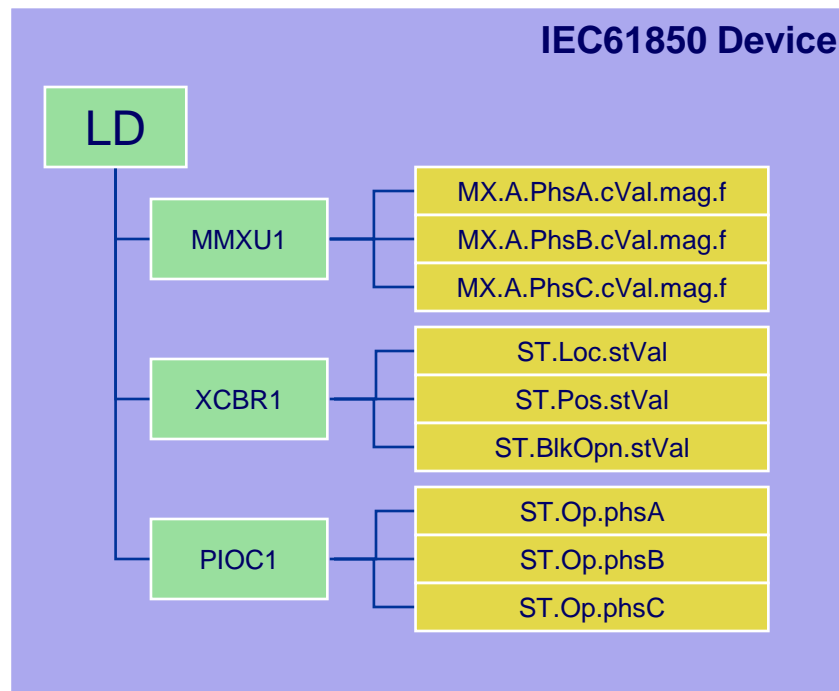 IEC61850 Device
LD
MMXU1
MX.A.PhsA.cVal.mag.f
MX.A.PhsB.cVal.mag.f
MX.A.PhsC.cVal.mag.f
XCBR1
ST.Loc.stVal
ST.Pos.stVal
ST.BlkOpn.stVal
PIOC1
ST.Op.phsA
ST.Op.phsB
ST.Op.phsC